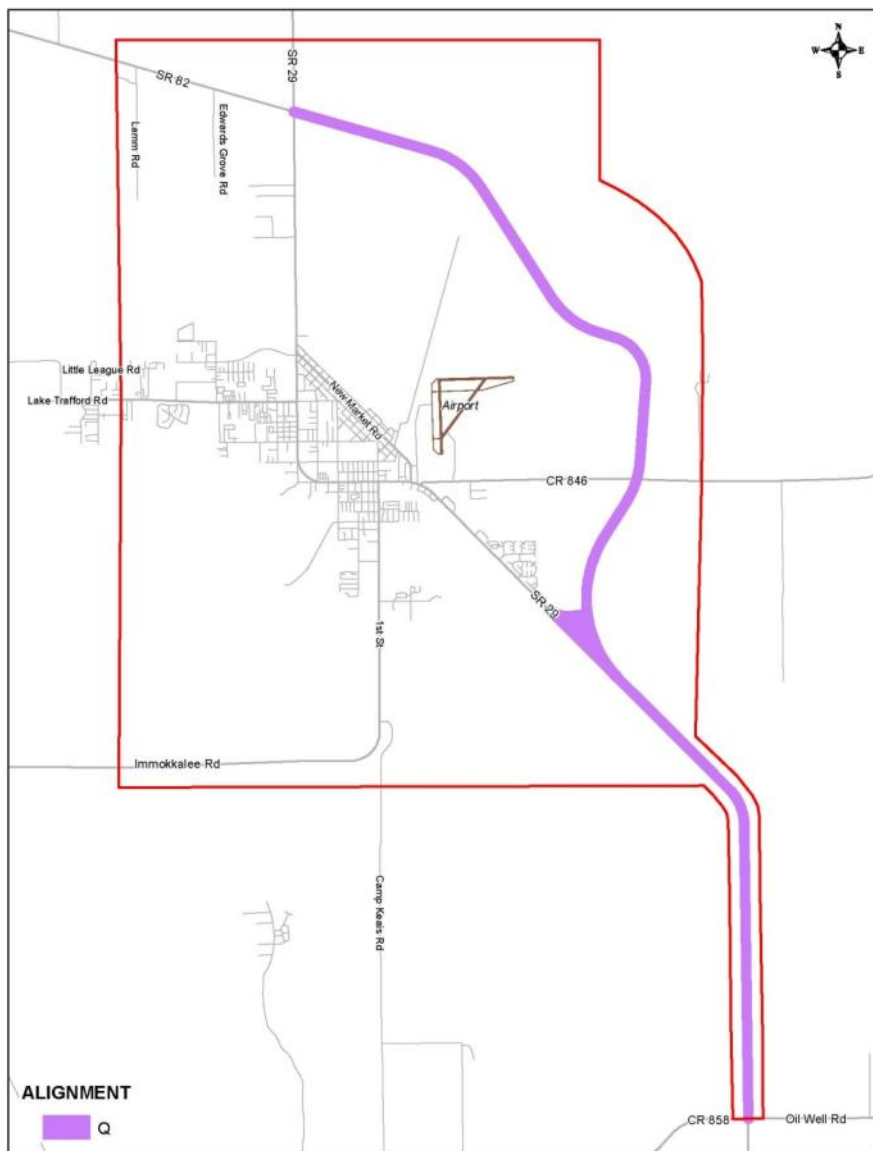 N
W E
S
SR 82
SR 29
Lamm Rd
Edwards Grove Rd
Little League Rd
Lake Trafford Rd
New Market Rd
Airport
CR 846
SR 29
1st St
Immokkalee Rd
Camp Keais Rd
CR 858
Oil Well Rd
ALIGNMENT
Q